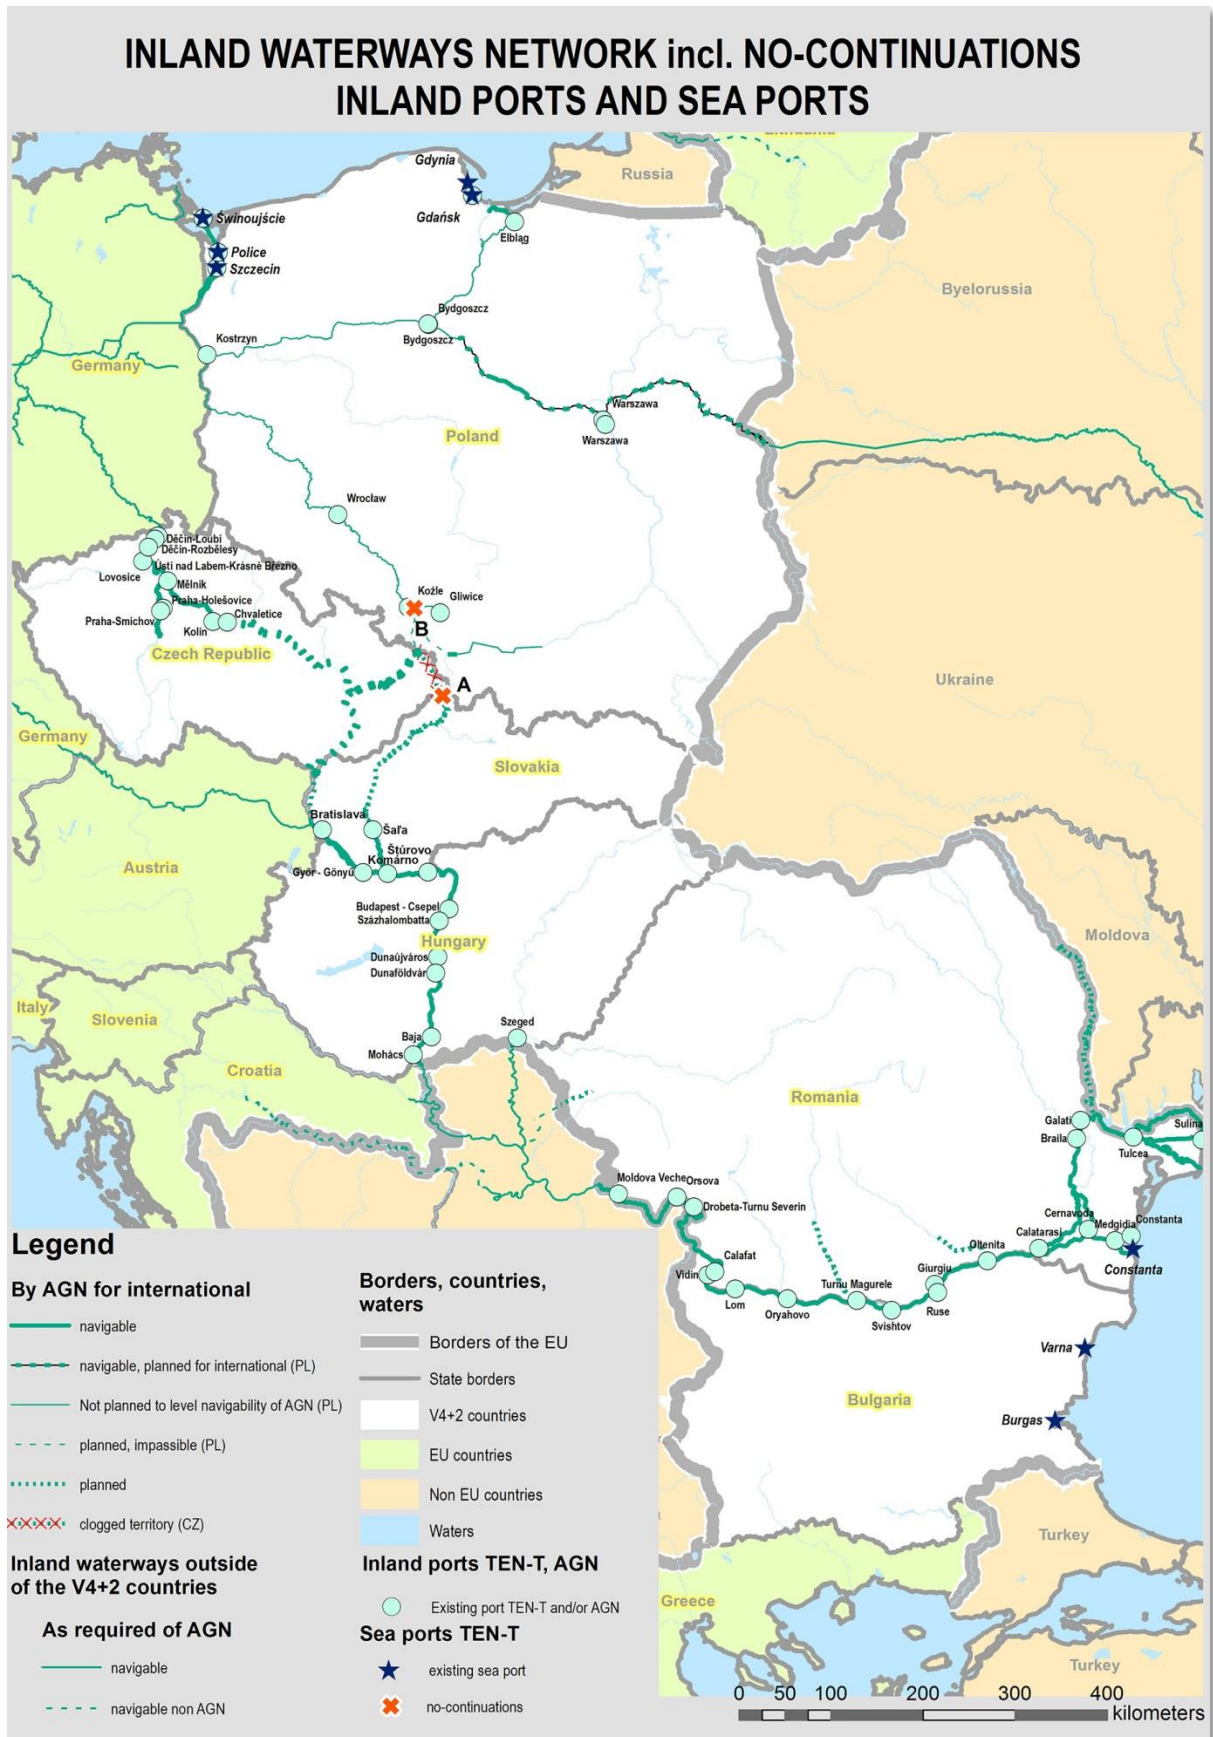 INLAND WATERWAYS NETWORK incl. NO-CONTINUATIONS
INLAND PORTS AND SEA PORTS
Lithuania
Gdynia
Russia
Gdańsk
Świnoujście
Elbląg
Police
Szczecin
Byelorussia
Bydgoszcz
Kostrzyn
Bydgoszcz
Germany
Warszawa
Poland
Warszawa
Wrocław
Děčín-Loubi
Děčín-Rozbělesy
Ústí nad Labem-Krásné Březno
Lovosice
Mělník
Koźle
Gliwice
Praha-Holešovice
Praha-Smichov
Chvaletice
Kolín
B
Czech Republic
A
Ukraine
Germany
Slovakia
Bratislava
Šaľa
Štúrovo
Komárno
Győr - Gönyű
Austria
Budapest - Csepel
Százhalombatta
Hungary
Moldova
Dunaújváros
Dunaföldvár
Italy
Slovenia
Szeged
Baja
Mohács
Croatia
Romania
Galati
Braila
Sulina
Tulcea
Moldova Veche
Orsova
Drobeta-Turnu Severin
Cernavoda
Medgidia
Constanta
Calatarasi
Oltenita
Constanta
Calafat
Vidin
Giurgiu
Turnu Magurele
Lom
Oryahovo
Ruse
Svishtov
Varna
Bulgaria
Burgas
Turkey
Greece
Turkey
Legend
By AGN for international
navigable
navigable, planned for international (PL)
Not planned to level navigability of AGN (PL)
planned, impassible (PL)
planned
clogged territory (CZ)
Inland waterways outside
of the V4+2 countries
As required of AGN
navigable
navigable non AGN
Borders, countries,
waters
Borders of the EU
State borders
V4+2 countries
EU countries
Non EU countries
Waters
Inland ports TEN-T, AGN
Existing port TEN-T and/or AGN
Sea ports TEN-T
existing sea port
no-continuations
0 50 100 200 300 400
kilometers